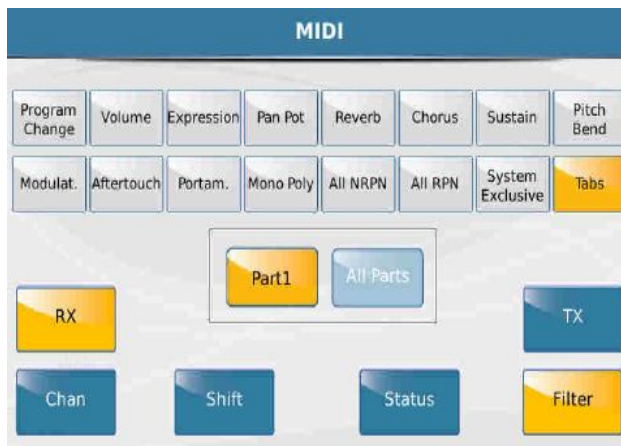 MIDI
Program Change
Volume
Expression
Pan Pot
Reverb
Chorus
Sustain
Pitch Bend
Modulat.
Aftertouch
Portam.
Mono Poly
All NRPN
All RPN
System Exclusive
Tabs
Part1
All Parts
RX
TX
Chan
Shift
Status
Filter